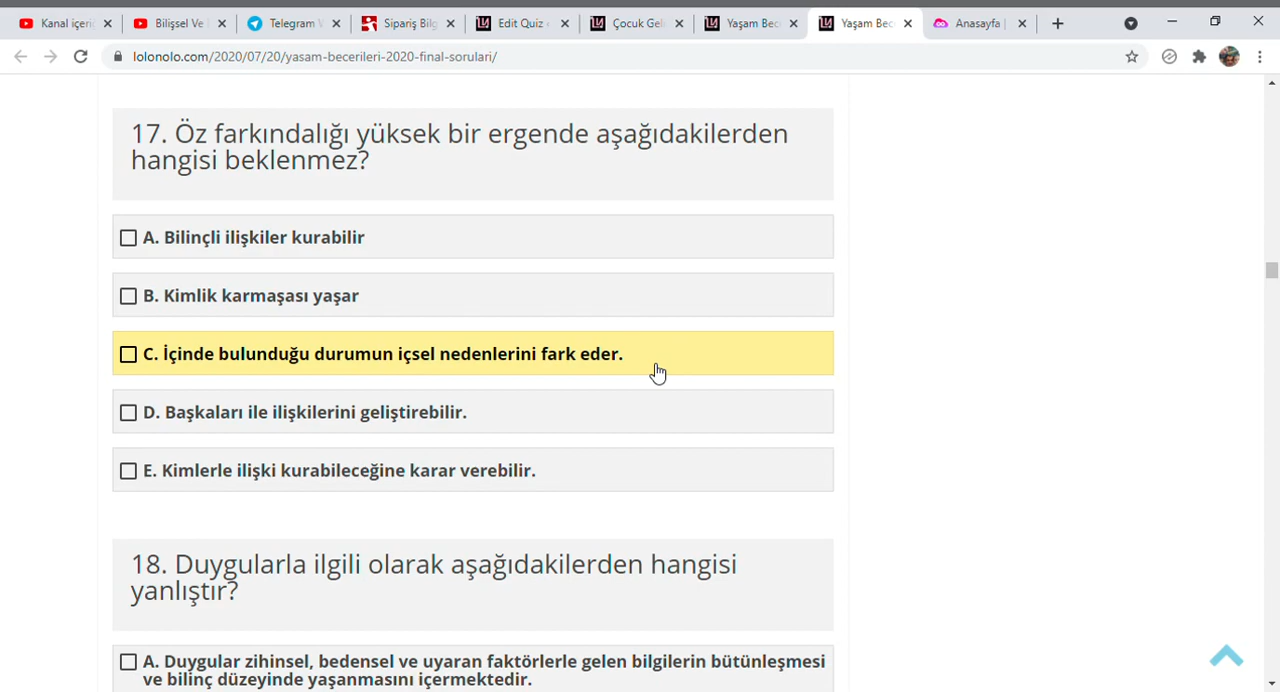 Kanal içeriğ
Bilişsel Ve
Telegram
Sipariş Bilg
Edit Quiz
Çocuk Gel
Yaşam Bec
Yaşam Bec
Anasayfa |
lolonolo.com/2020/07/20/yasam-becerileri-2020-final-sorulari/
17. Öz farkındalığı yüksek bir ergende aşağıdakilerden
hangisi beklenmez?
A. Bilinçli ilişkiler kurabilir
B. Kimlik karmaşası yaşar
C. İçinde bulunduğu durumun içsel nedenlerini fark eder.
D. Başkaları ile ilişkilerini geliştirebilir.
E. Kimlerle ilişki kurabileceğine karar verebilir.
18. Duygularla ilgili olarak aşağıdakilerden hangisi
yanlıştır?
A. Duygular zihinsel, bedensel ve uyaran faktörlerle gelen bilgilerin bütünleşmesi
ve bilinç düzeyinde yaşanmasını içermektedir.